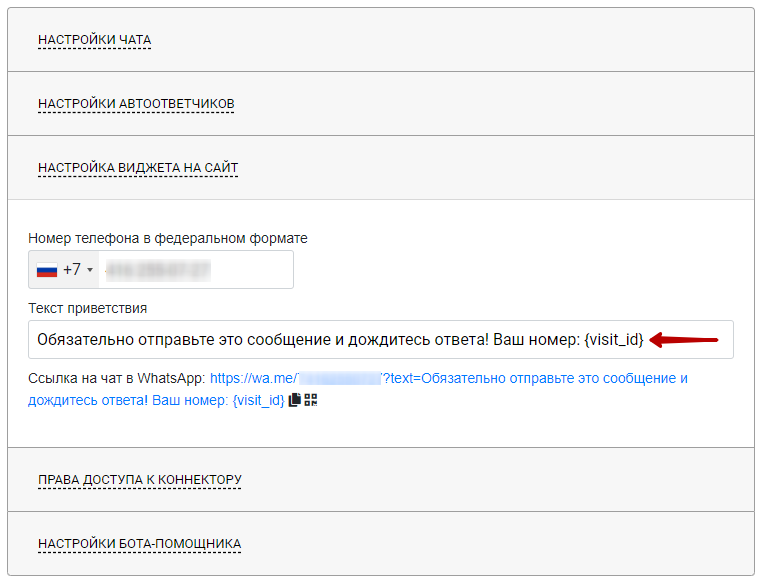 НАСТРОЙКИ ЧАТА
НАСТРОЙКИ АВТООТВЕТЧИКОВ
НАСТРОЙКА ВИДЖЕТА НА САЙТ
Номер телефона в федеральном формате
+7
Текст приветствия
Обязательно отправьте это сообщение и дождитесь ответа! Ваш номер: {visit_id}
Ссылка на чат в WhatsApp: https://wa.me/ ?text=Обязательно отправьте это сообщение и
дождитесь ответа! Ваш номер: {visit_id}
ПРАВА ДОСТУПА К КОННЕКТОРУ
НАСТРОЙКИ БОТА-ПОМОЩНИКА